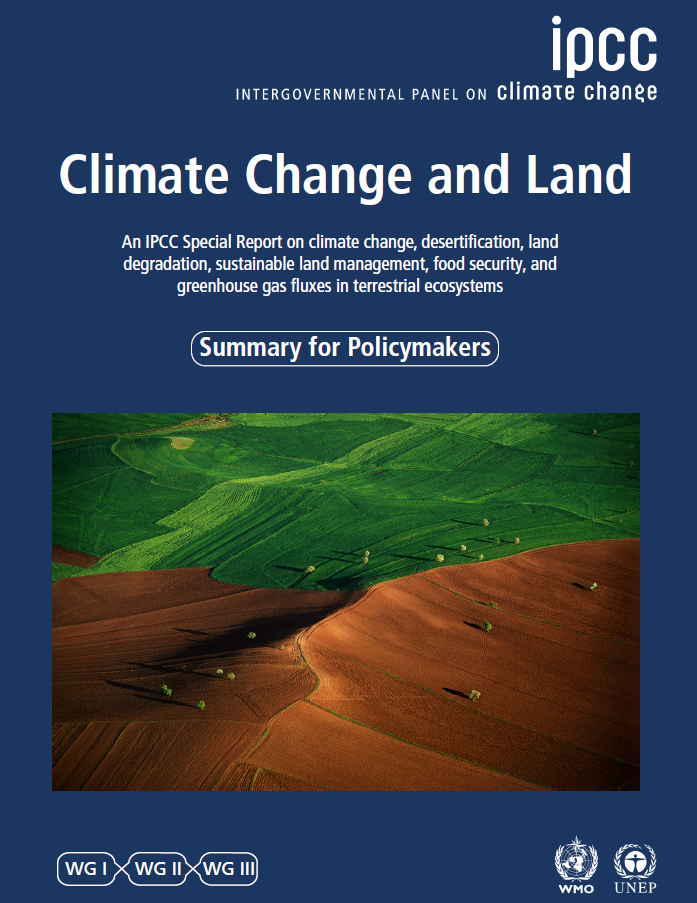 ipcc
INTERGOVERNMENTAL PANEL ON climate change
Climate Change and Land
An IPCC Special Report on climate change, desertification, land
degradation, sustainable land management, food security, and
greenhouse gas fluxes in terrestrial ecosystems
Summary for Policymakers
WG I WG II WG III
WMO UNEP